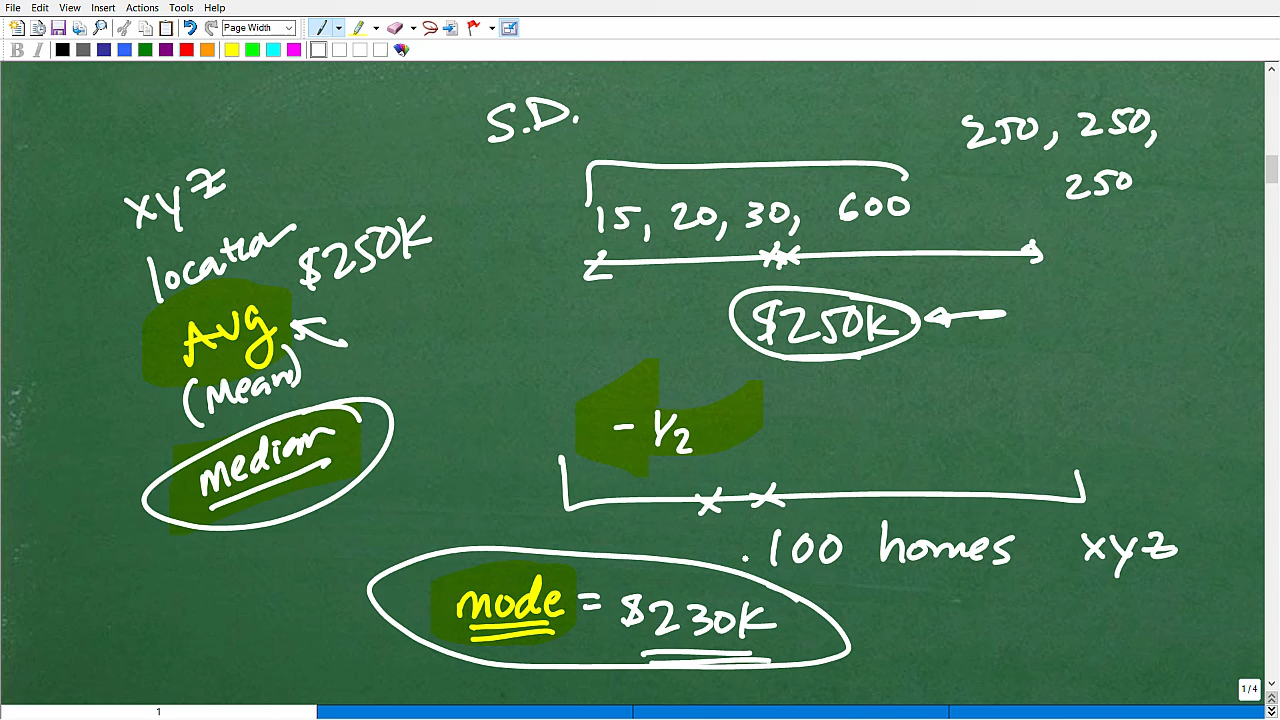 File Edit View Insert Actions Tools Help
Page Width
B I
S.D.
250, 250,
250
xyz
location
$250K
15, 20, 30, 600
Avg
(Mean)
$250K
median
- 1/2
100 homes xyz
mode = $230K
1/4
1